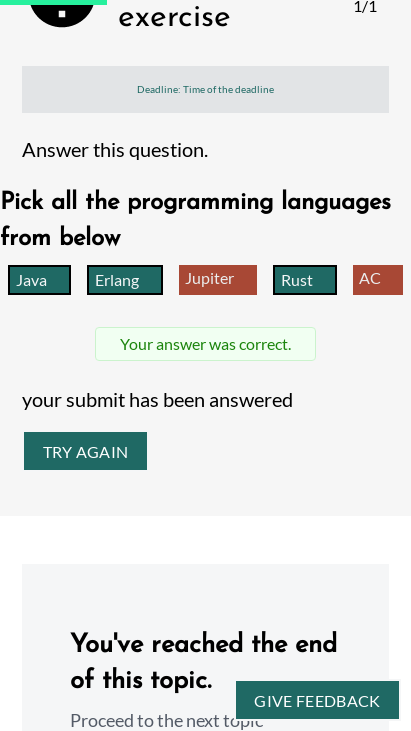 exercise
1/1
Deadline: Time of the deadline
Answer this question.
Pick all the programming languages
from below
Java
Erlang
Jupiter
Rust
AC
Your answer was correct.
your submit has been answered
TRY AGAIN
You've reached the end
of this topic.
GIVE FEEDBACK
Proceed to the next topic